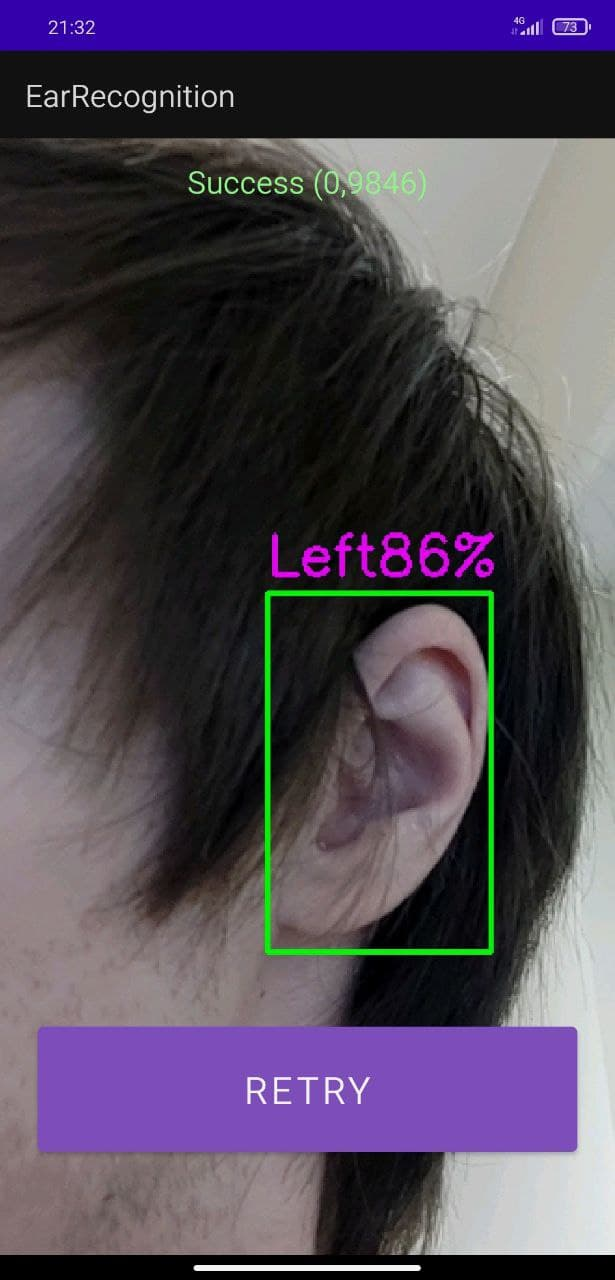 21:32
4G
73
EarRecognition
Success (0,9846)
Left86%
RETRY